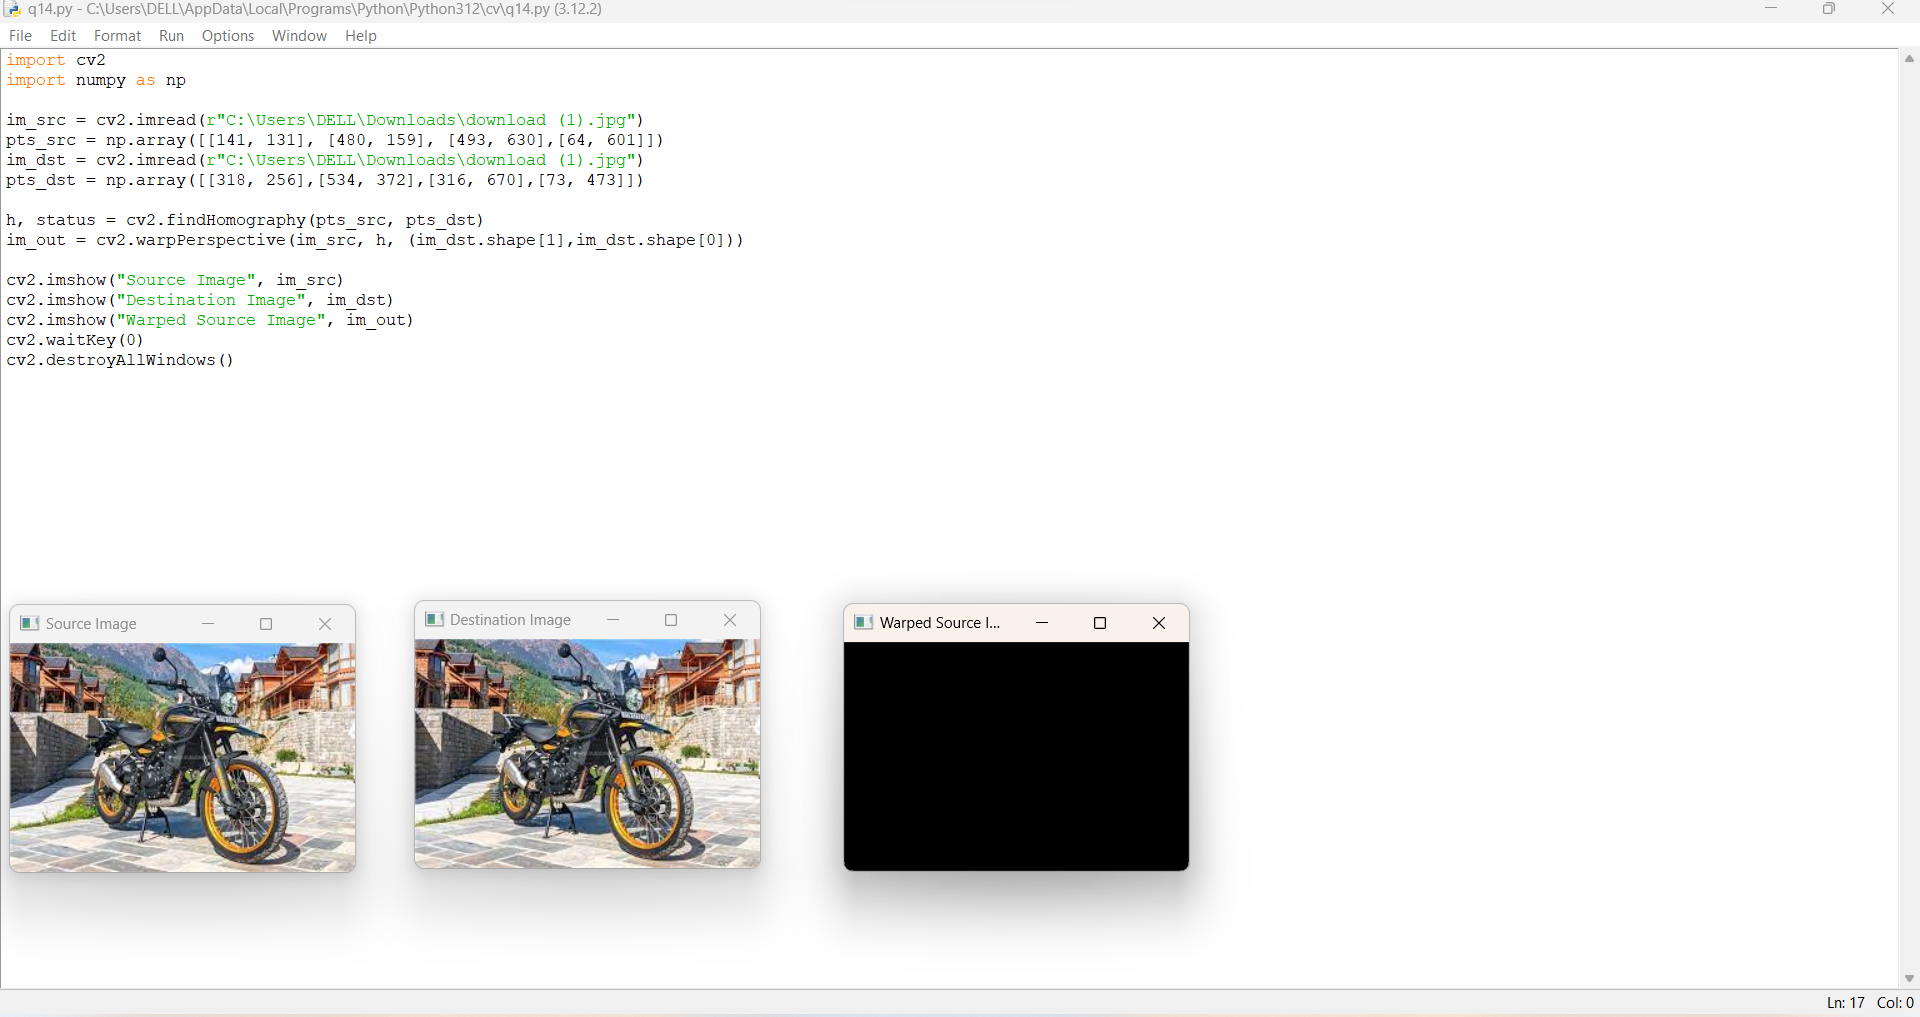 q14.py - C:\Users\DELL\AppData\Local\Programs\Python\Python312\cv\q14.py (3.12.2)
File Edit Format Run Options Window Help
import cv2
import numpy as np
im_src = cv2.imread(r"C:\Users\DELL\Downloads\download (1).jpg")
pts_src = np.array([[141, 131], [480, 159], [493, 630],[64, 601]])
im_dst = cv2.imread(r"C:\Users\DELL\Downloads\download (1).jpg")
pts_dst = np.array([[318, 256],[534, 372],[316, 670],[73, 473]])
h, status = cv2.findHomography(pts_src, pts_dst)
im_out = cv2.warpPerspective(im_src, h, (im_dst.shape[1],im_dst.shape[0]))
cv2.imshow("Source Image", im_src)
cv2.imshow("Destination Image", im_dst)
cv2.imshow("Warped Source Image", im_out)
cv2.waitKey(0)
cv2.destroyAllWindows()
Source Image
Destination Image
Warped Source I...
Ln: 17 Col: 0